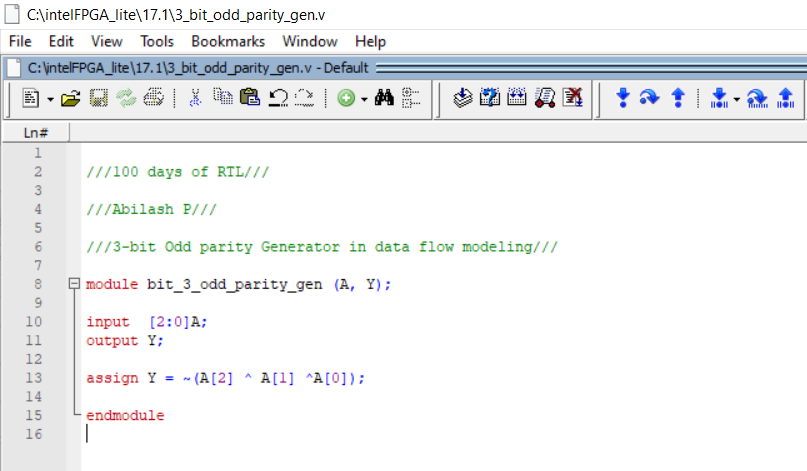 C:\intelFPGA_lite\17.1\3_bit_odd_parity_gen.v
File Edit View Tools Bookmarks Window Help
C:\intelFPGA_lite\17.1\3_bit_odd_parity_gen.v - Default
Ln#
1
2 ///100 days of RTL///
3
4 ///Abilash P///
5
6 ///3-bit Odd parity Generator in data flow modeling///
7
8 module bit_3_odd_parity_gen (A, Y);
9
10 input  [2:0]A;
11 output Y;
12
13 assign Y = ~(A[2] ^ A[1] ^A[0]);
14
15 endmodule
16